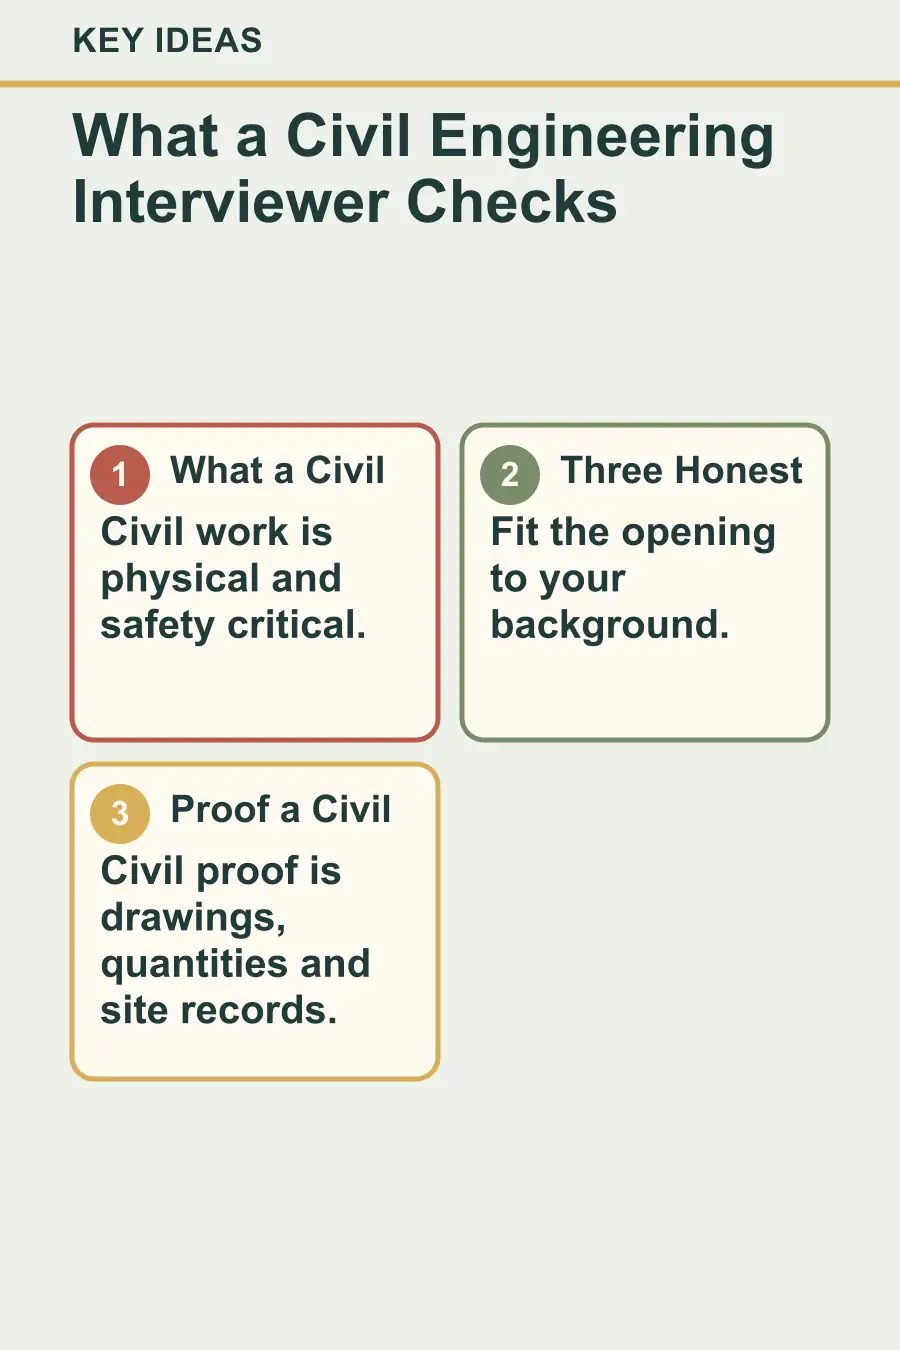 KEY IDEAS
What a Civil Engineering
Interviewer Checks
1 What a Civil
Civil work is
physical and
safety critical.
2 Three Honest
Fit the opening
to your
background.
3 Proof a Civil
Civil proof is
drawings,
quantities and
site records.